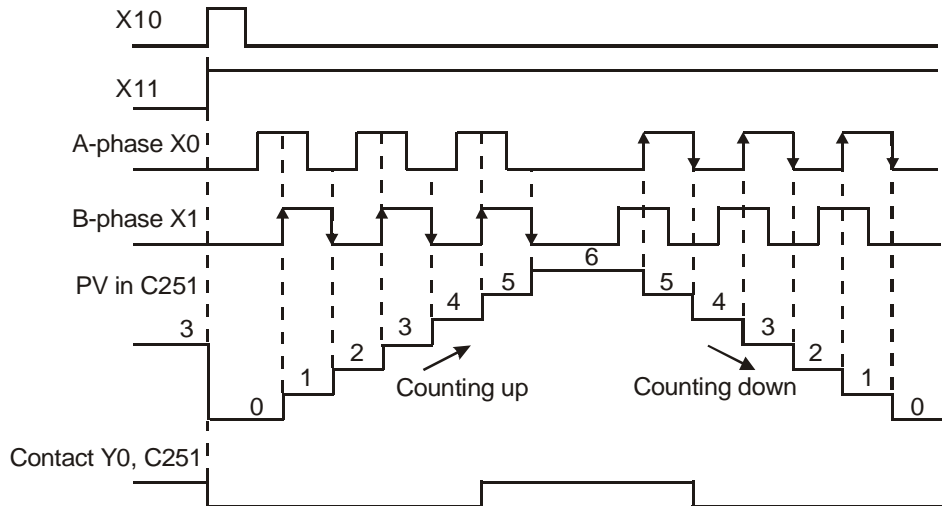 X10
X11
A-phase X0
B-phase X1
PV in C251
6
5
5
4
4
3
3
3
2
2
Counting up
Counting down
1
1
0
0
Contact Y0, C251